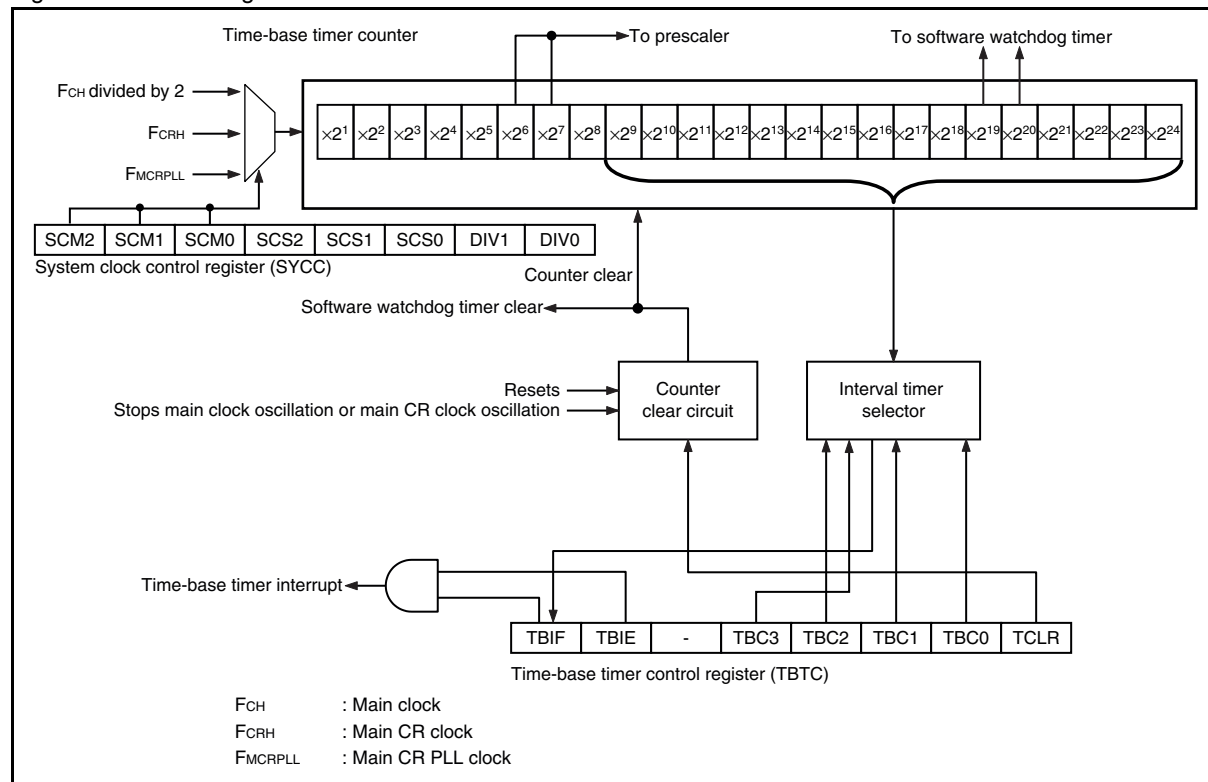 Time-base timer counter
To prescaler
To software watchdog timer
FCH divided by 2
FCRH
FMCRPLL
×2¹ ×2² ×2³ ×2⁴ ×2⁵ ×2⁶ ×2⁷ ×2⁸ ×2⁹ ×2¹⁰ ×2¹¹ ×2¹² ×2¹³ ×2¹⁴ ×2¹⁵ ×2¹⁶ ×2¹⁷ ×2¹⁸ ×2¹⁹ ×2²⁰ ×2²¹ ×2²² ×2²³ ×2²⁴
SCM2 SCM1 SCM0 SCS2 SCS1 SCS0 DIV1 DIV0
System clock control register (SYCC)
Counter clear
Software watchdog timer clear
Resets
Stops main clock oscillation or main CR clock oscillation
Counter
clear circuit
Interval timer
selector
Time-base timer interrupt
TBIF TBIE - TBC3 TBC2 TBC1 TBC0 TCLR
Time-base timer control register (TBTC)
FCH : Main clock
FCRH : Main CR clock
FMCRPLL : Main CR PLL clock